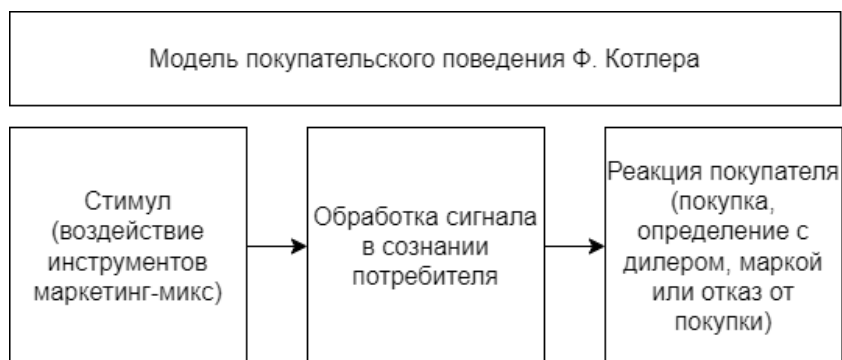 Модель покупательского поведения Ф. Котлера
Стимул
(воздействие
инструментов
маркетинг-микс)
Обработка сигнала
в сознании
потребителя
Реакция покупателя
(покупка,
определение с
дилером, маркой
или отказ от
покупки)